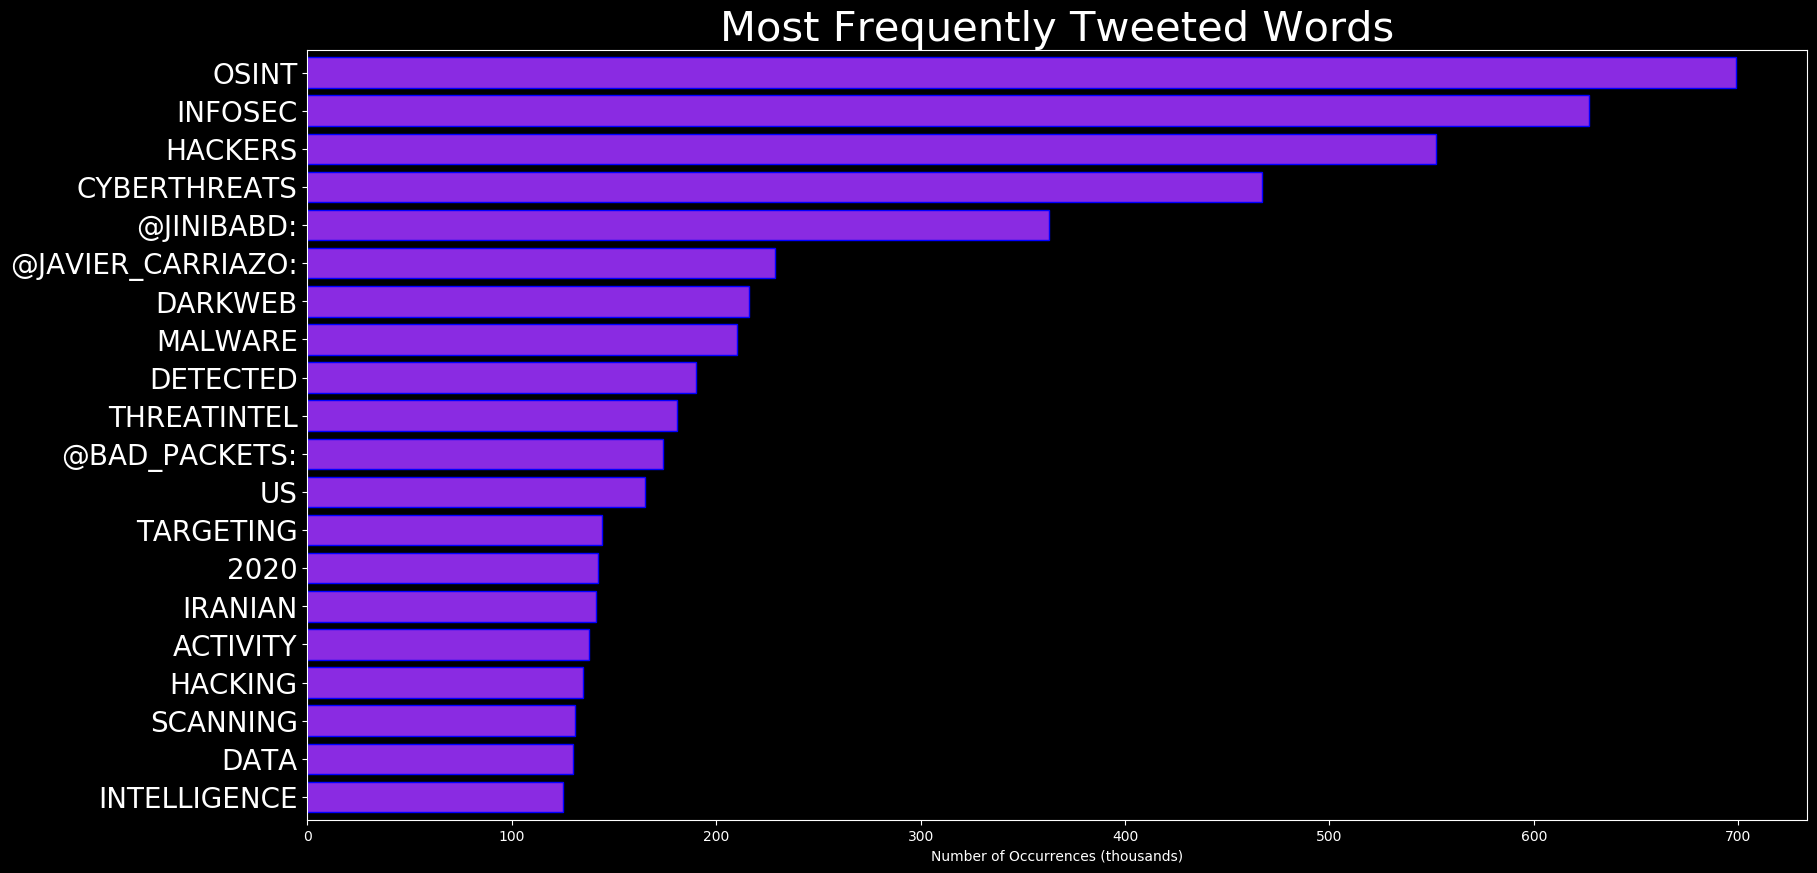 Most Frequently Tweeted Words
OSINT
INFOSEC
HACKERS
CYBERTHREATS
@JINIBABD:
@JAVIER_CARRIAZO:
DARKWEB
MALWARE
DETECTED
THREATINTEL
@BAD_PACKETS:
US
TARGETING
2020
IRANIAN
ACTIVITY
HACKING
SCANNING
DATA
INTELLIGENCE
0 100 200 300 400 500 600 700
Number of Occurrences (thousands)